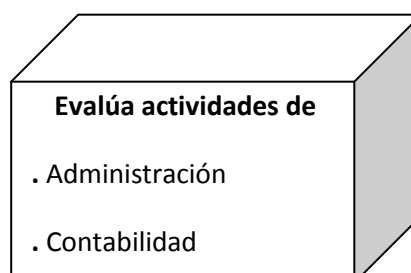 Evalúa actividades de
. Administración
. Contabilidad